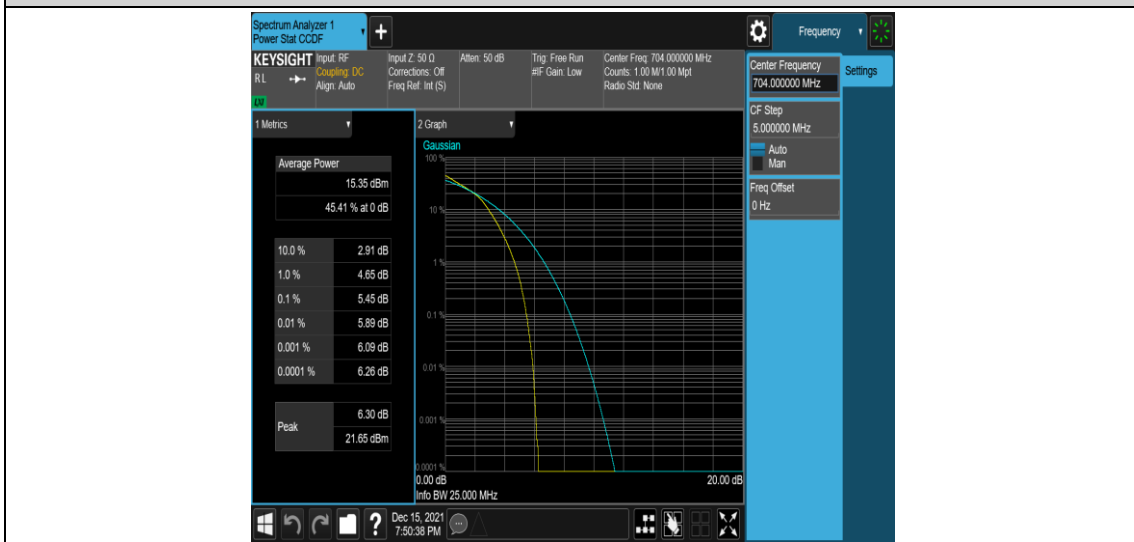 Spectrum Analyzer 1
Power Stat CCDF
+
Frequency
KEYSIGHT
RL
LXI
Input: RF
Coupling: DC
Align: Auto
Input Z: 50 Ω
Corrections: Off
Freq Ref: Int (S)
Atten: 50 dB
Trig: Free Run
#IF Gain: Low
Center Freq: 704.000000 MHz
Counts: 1.00 M/1.00 Mpt
Radio Std: None
1 Metrics
Average Power
15.35 dBm
45.41 % at 0 dB
10.0 % 2.91 dB
1.0 % 4.65 dB
0.1 % 5.45 dB
0.01 % 5.89 dB
0.001 % 6.09 dB
0.0001 % 6.26 dB
Peak
6.30 dB
21.65 dBm
2 Graph
Gaussian
100 %
10 %
1 %
0.1 %
0.01 %
0.001 %
0.0001 %
0.00 dB 20.00 dB
Info BW 25.000 MHz
Center Frequency
704.000000 MHz
CF Step
5.000000 MHz
Auto
Man
Freq Offset
0 Hz
Settings
?
Dec 15, 2021
7:50:38 PM